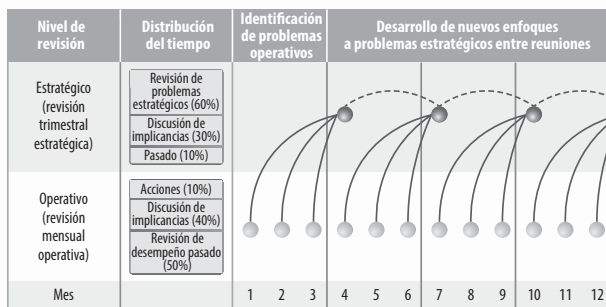 Nivel de
revisión
Distribución
del tiempo
Identificación
de problemas
operativos
Desarrollo de nuevos enfoques
a problemas estratégicos entre reuniones
Estratégico
(revisión
trimestral
estratégica)
Revisión de
problemas
estratégicos (60%)
Discusión de
implicancias (30%)
Pasado (10%)
Operativo
(revisión
mensual
operativa)
Acciones (10%)
Discusión de
implicancias (40%)
Revisión de
desempeño pasado
(50%)
Mes
1 2 3 4 5 6 7 8 9 10 11 12